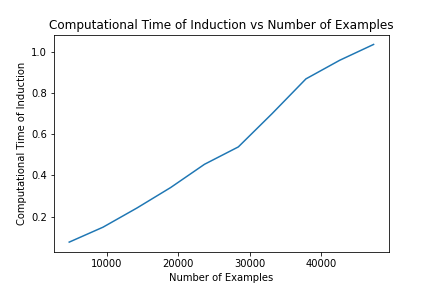 Computational Time of Induction vs Number of Examples
Computational Time of Induction
1.0
0.8
0.6
0.4
0.2
10000 20000 30000 40000
Number of Examples